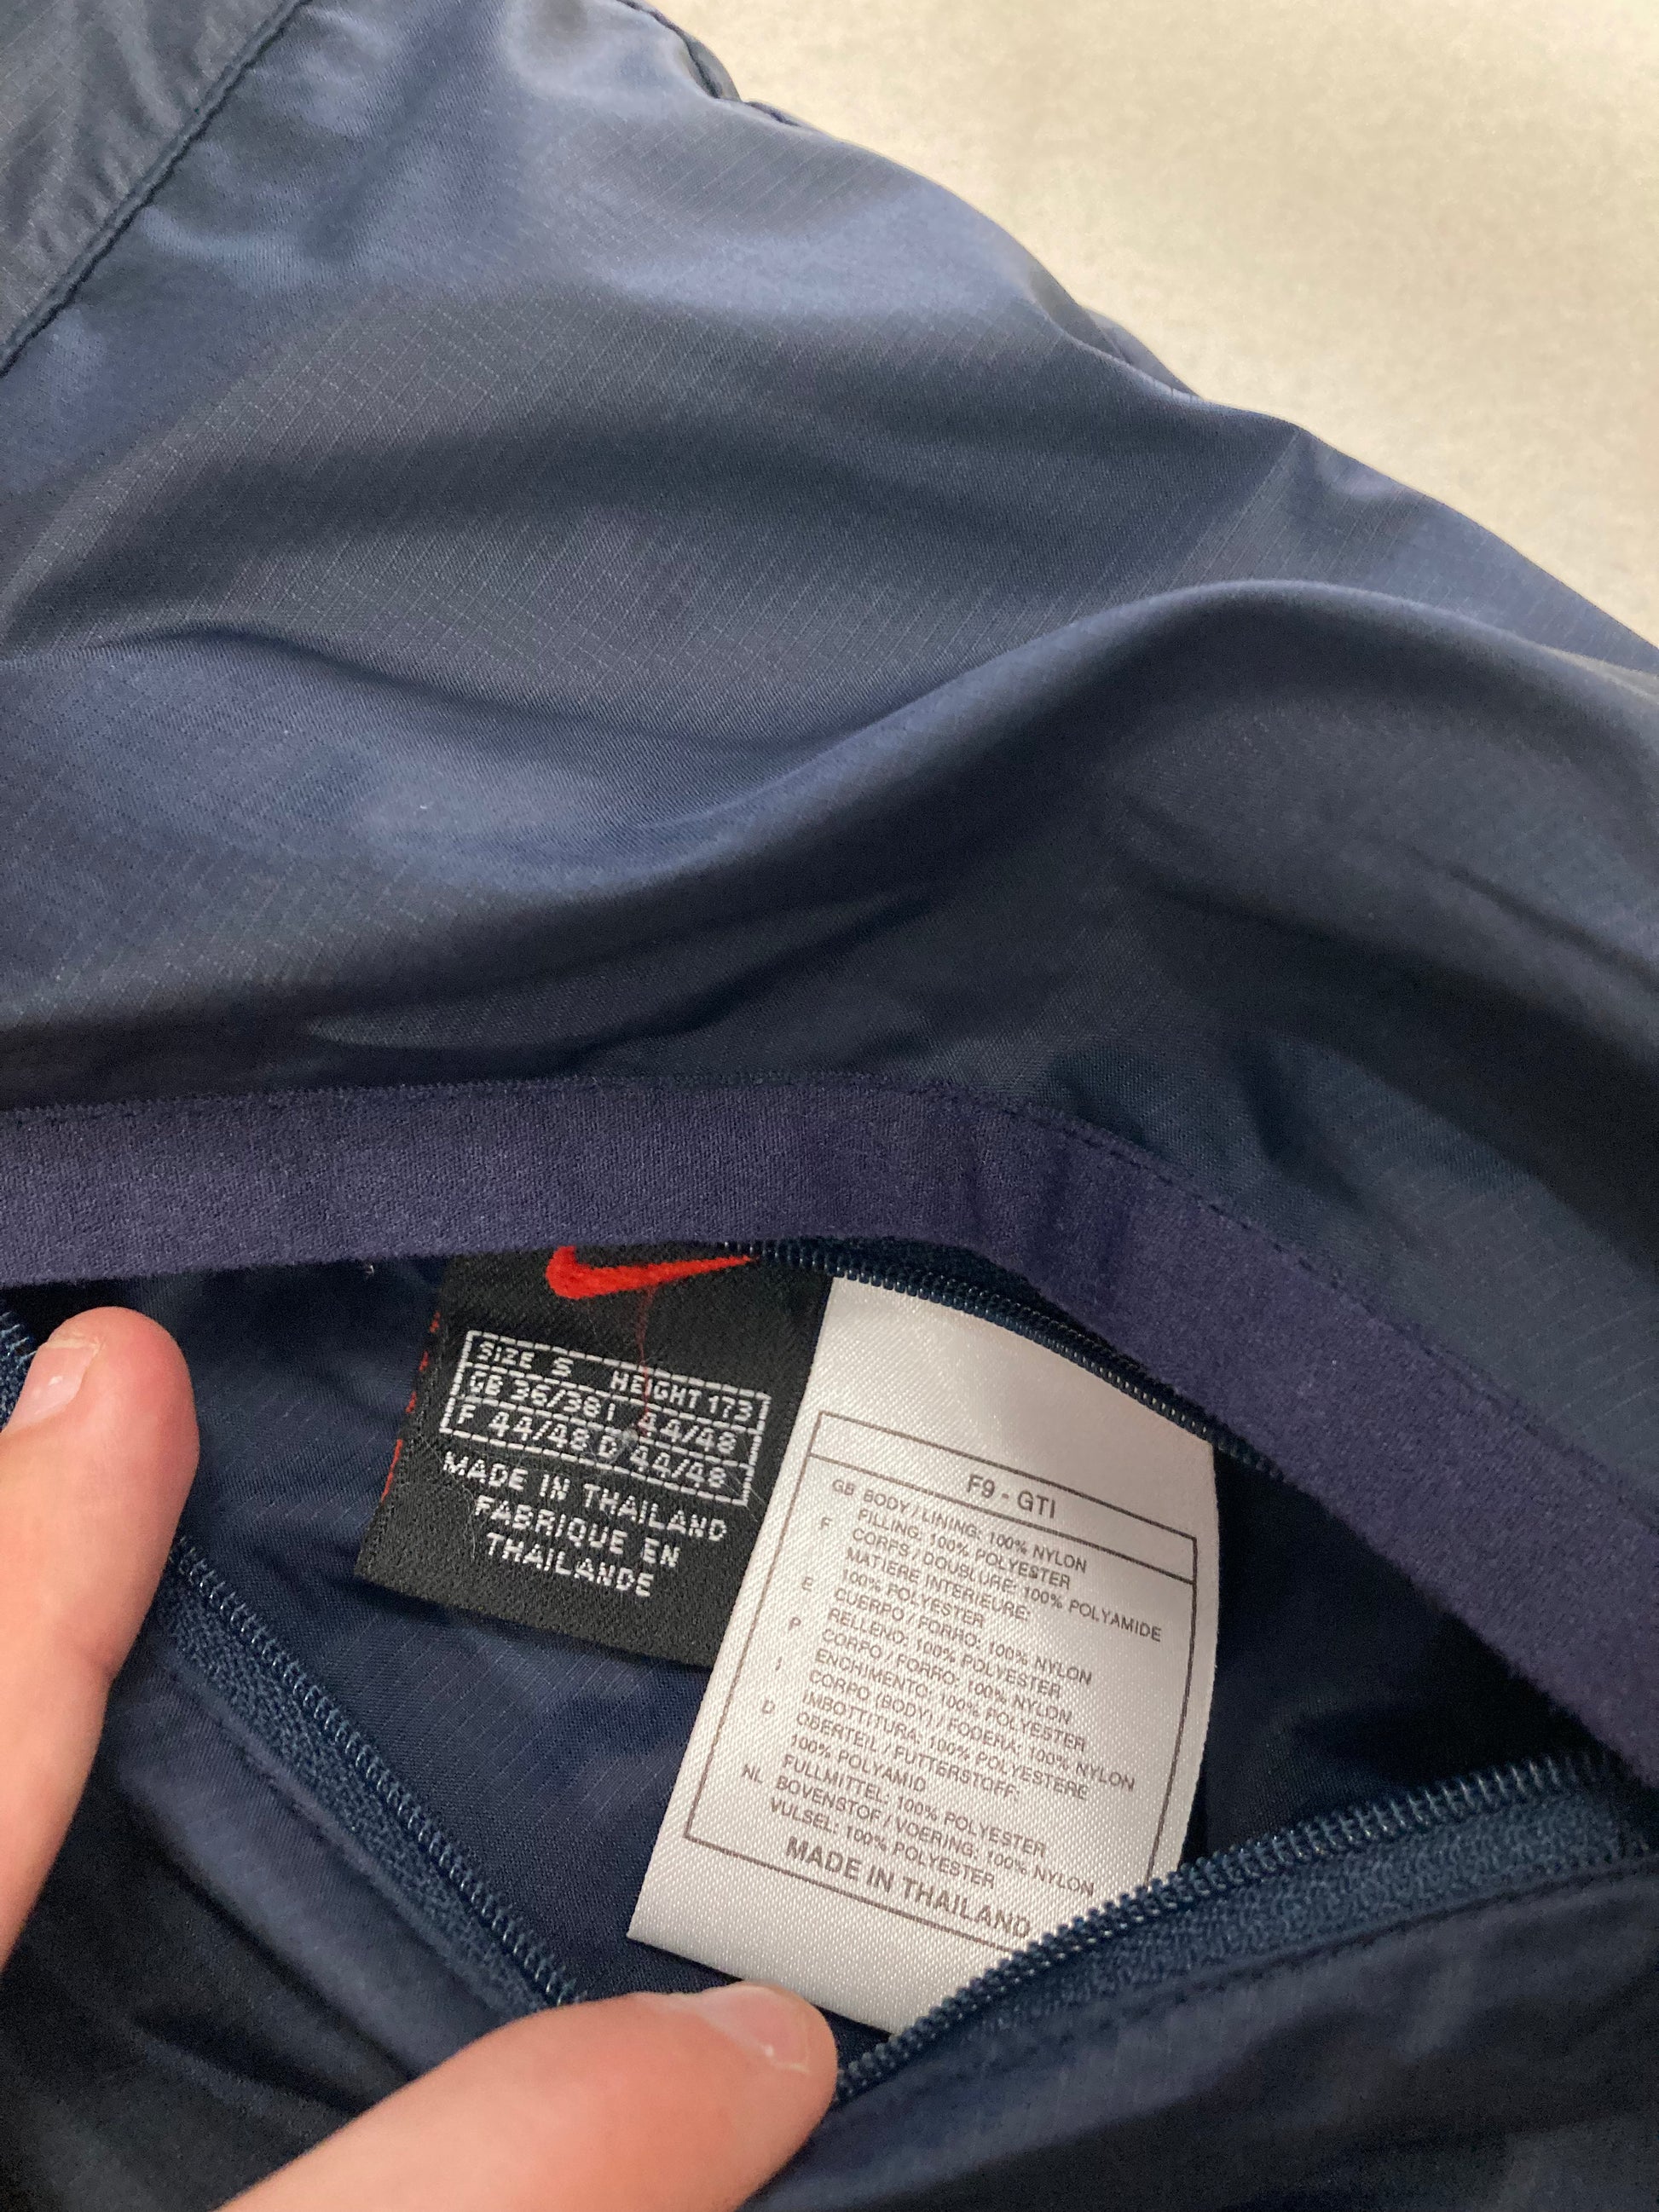 SIZE S HEIGHT 173
GB 36/38 I 44/48
F 44/48 D 44/48
MADE IN THAILAND
FABRIQUE EN
THAILANDE
F9 - GTI
GB BODY / LINING: 100% NYLON
FILLING: 100% POLYESTER
F CORPS / DOUBLURE: 100% POLYAMIDE
MATIERE INTERIEURE:
100% POLYESTER
E CUERPO / FORRO: 100% NYLON
RELLENO: 100% POLYESTER
P CORPO / FORRO: 100% NYLON
ENCHIMENTO: 100% POLYESTER
I CORPO (BODY) / FODERA: 100% NYLON
IMBOTTITURA: 100% POLYESTERE
D OBERTEIL / FUTTERSTOFF:
100% POLYAMID
FULLMITTEL: 100% POLYESTER
NL BOVENSTOF / VOERING: 100% NYLON
VULSEL: 100% POLYESTER
MADE IN THAILAND